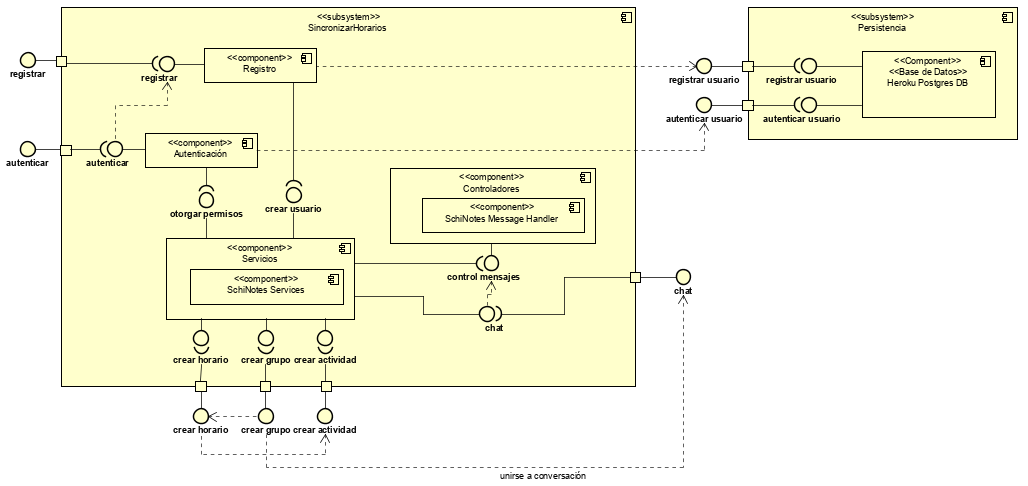 <<subsystem>>
SincronizarHorarios
<<subsystem>>
Persistencia
registrar
registrar
<<component>>
Registro
registrar usuario
registrar usuario
<<Component>>
<<Base de Datos>>
Heroku Postgres DB
autenticar
autenticar
<<component>>
Autenticación
autenticar usuario
autenticar usuario
otorgar permisos
crear usuario
<<component>>
Controladores
<<component>>
SchiNotes Message Handler
<<component>>
Servicios
<<component>>
SchiNotes Services
control mensajes
chat
chat
crear horario
crear grupo
crear actividad
crear horario
crear grupo
crear actividad
unirse a conversación